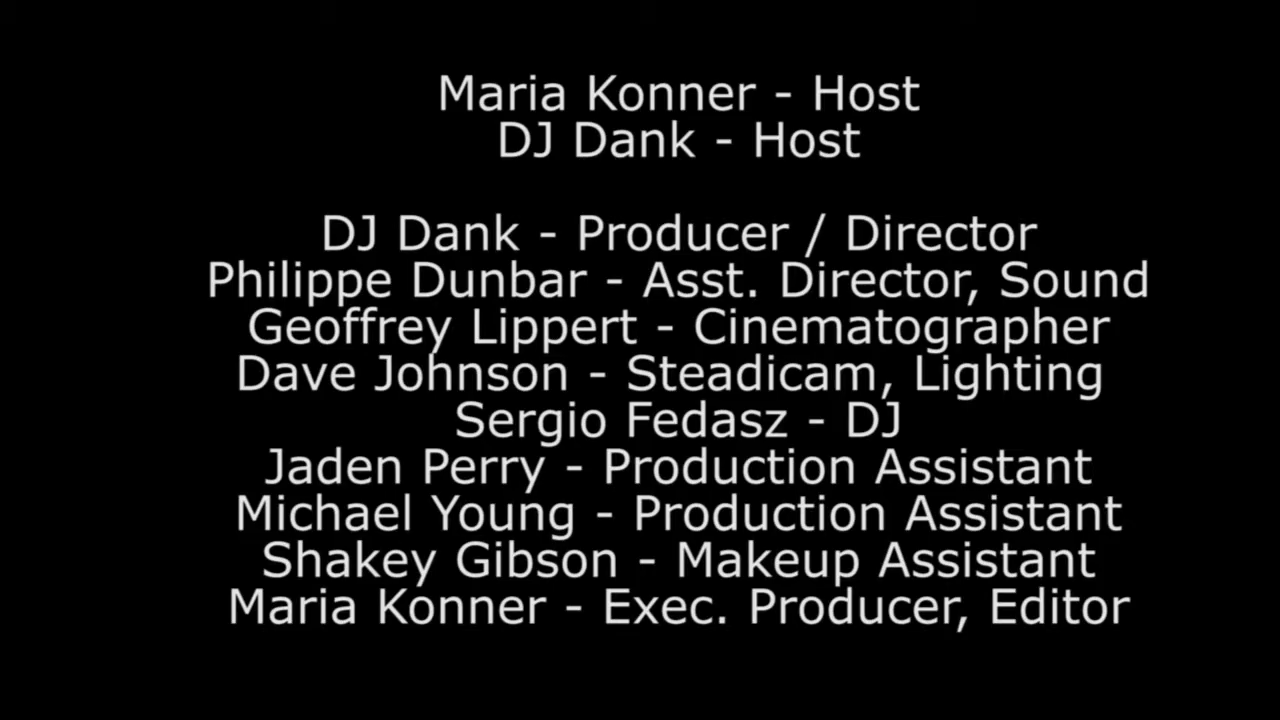 Maria Konner - Host
DJ Dank - Host
DJ Dank - Producer / Director
Philippe Dunbar - Asst. Director, Sound
Geoffrey Lippert - Cinematographer
Dave Johnson - Steadicam, Lighting
Sergio Fedasz - DJ
Jaden Perry - Production Assistant
Michael Young - Production Assistant
Shakey Gibson - Makeup Assistant
Maria Konner - Exec. Producer, Editor